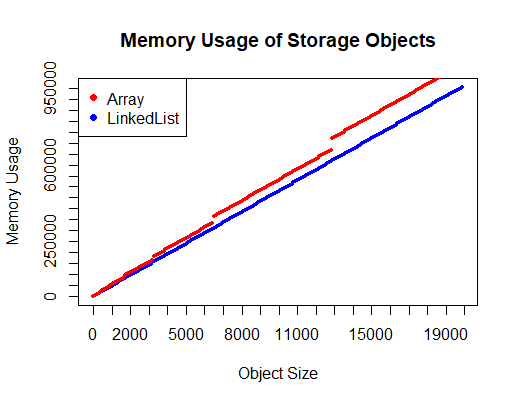 Memory Usage of Storage Objects
Array
LinkedList
Memory Usage
950000
600000
250000
0
0 2000 5000 8000 11000 15000 19000
Object Size